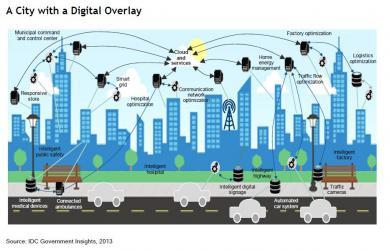 A City with a Digital Overlay
Municipal command
and control center
Cloud
and
services
Factory optimization
Logistics
optimization
Smart
grid
Home
energy
management
Traffic flow
optimization
Responsive
store
Hospital
optimization
Communication
network
optimization
Intelligent
public safety
Intelligent
hospital
Intelligent
factory
Intelligent
highway
Intelligent
medical devices
Connected
ambulances
Intelligent digital
signage
Automated
car system
Traffic
cameras
Source: IDC Government Insights, 2013